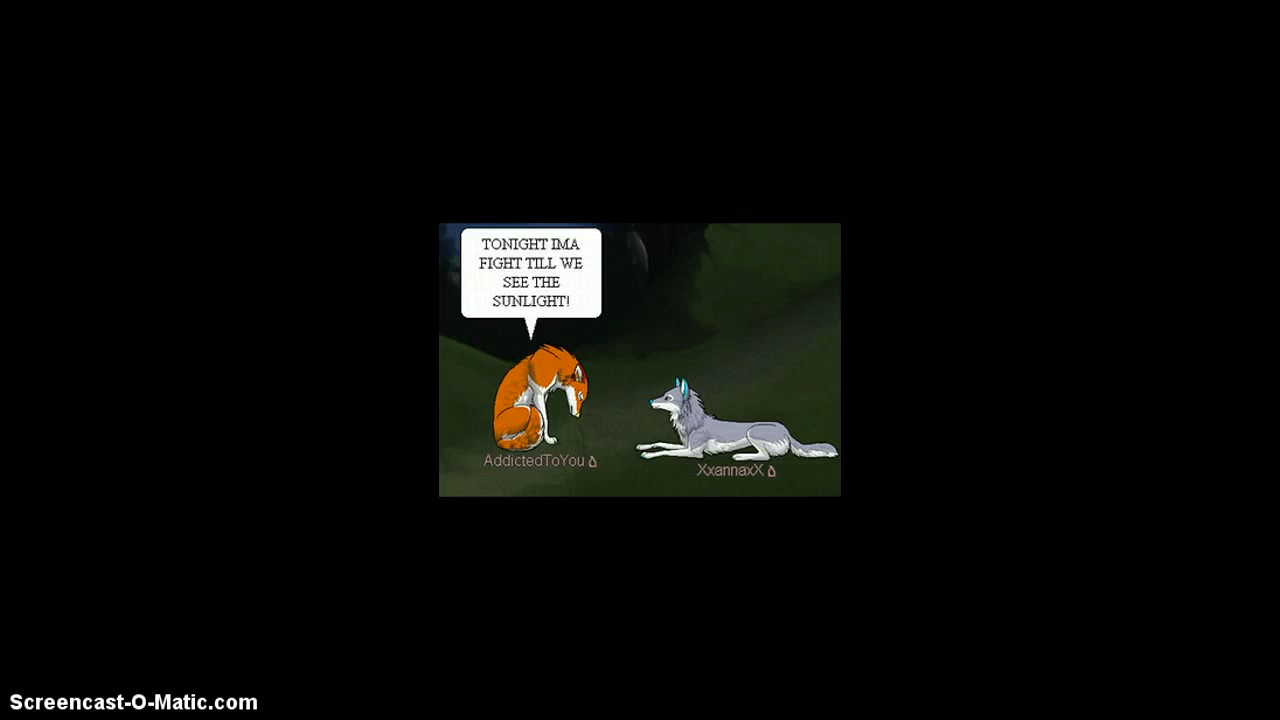 TONIGHT IMA
FIGHT TILL WE
SEE THE
SUNLIGHT!
AddictedToYou
XxannaxX
Screencast-O-Matic.com